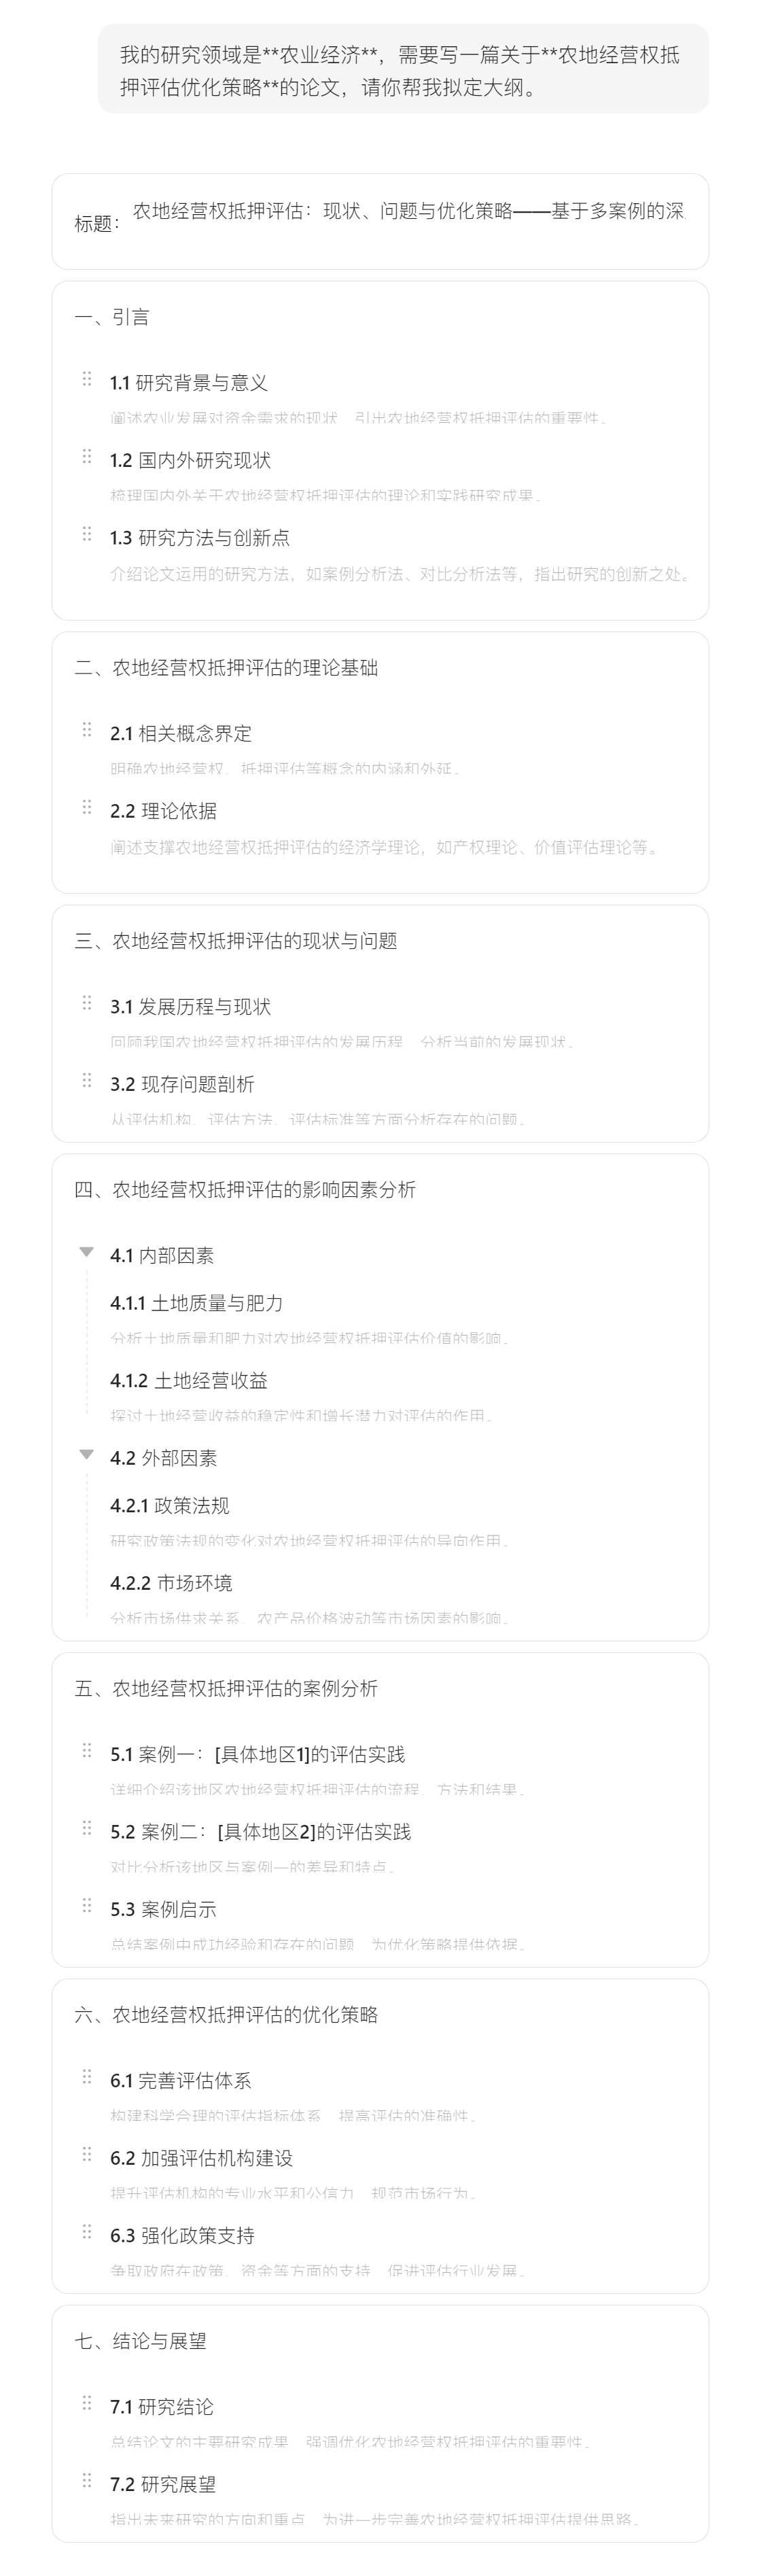 我的研究领域是**农业经济**，需要写一篇关于**农地经营权抵
押评估优化策略**的论文，请你帮我拟定大纲。
标题：
农地经营权抵押评估：现状、问题与优化策略——基于多案例的深
一、引言
1.1 研究背景与意义
阐述农业发展对资金需求的现状，引出农地经营权抵押评估的重要性。
1.2 国内外研究现状
梳理国内外关于农地经营权抵押评估的理论和实践研究成果。
1.3 研究方法与创新点
介绍论文运用的研究方法，如案例分析法、对比分析法等，指出研究的创新之处。
二、农地经营权抵押评估的理论基础
2.1 相关概念界定
明确农地经营权、抵押评估等概念的内涵和外延。
2.2 理论依据
阐述支撑农地经营权抵押评估的经济学理论，如产权理论、价值评估理论等。
三、农地经营权抵押评估的现状与问题
3.1 发展历程与现状
回顾我国农地经营权抵押评估的发展历程，分析当前的发展现状。
3.2 现存问题剖析
从评估机构、评估方法、评估标准等方面分析存在的问题。
四、农地经营权抵押评估的影响因素分析
4.1 内部因素
4.1.1 土地质量与肥力
分析土地质量和肥力对农地经营权抵押评估价值的影响。
4.1.2 土地经营收益
探讨土地经营收益的稳定性和增长潜力对评估的作用。
4.2 外部因素
4.2.1 政策法规
研究政策法规的变化对农地经营权抵押评估的导向作用。
4.2.2 市场环境
分析市场供求关系、农产品价格波动等市场因素的影响。
五、农地经营权抵押评估的案例分析
5.1 案例一：[具体地区1]的评估实践
详细介绍该地区农地经营权抵押评估的流程、方法和结果。
5.2 案例二：[具体地区2]的评估实践
对比分析该地区与案例一的差异和特点。
5.3 案例启示
总结案例中成功经验和存在的问题，为优化策略提供依据。
六、农地经营权抵押评估的优化策略
6.1 完善评估体系
构建科学合理的评估指标体系，提高评估的准确性。
6.2 加强评估机构建设
提升评估机构的专业水平和公信力，规范市场行为。
6.3 强化政策支持
争取政府在政策、资金等方面的支持，促进评估行业发展。
七、结论与展望
7.1 研究结论
总结论文的主要研究成果，强调优化农地经营权抵押评估的重要性。
7.2 研究展望
指出未来研究的方向和重点，为进一步完善农地经营权抵押评估提供思路。